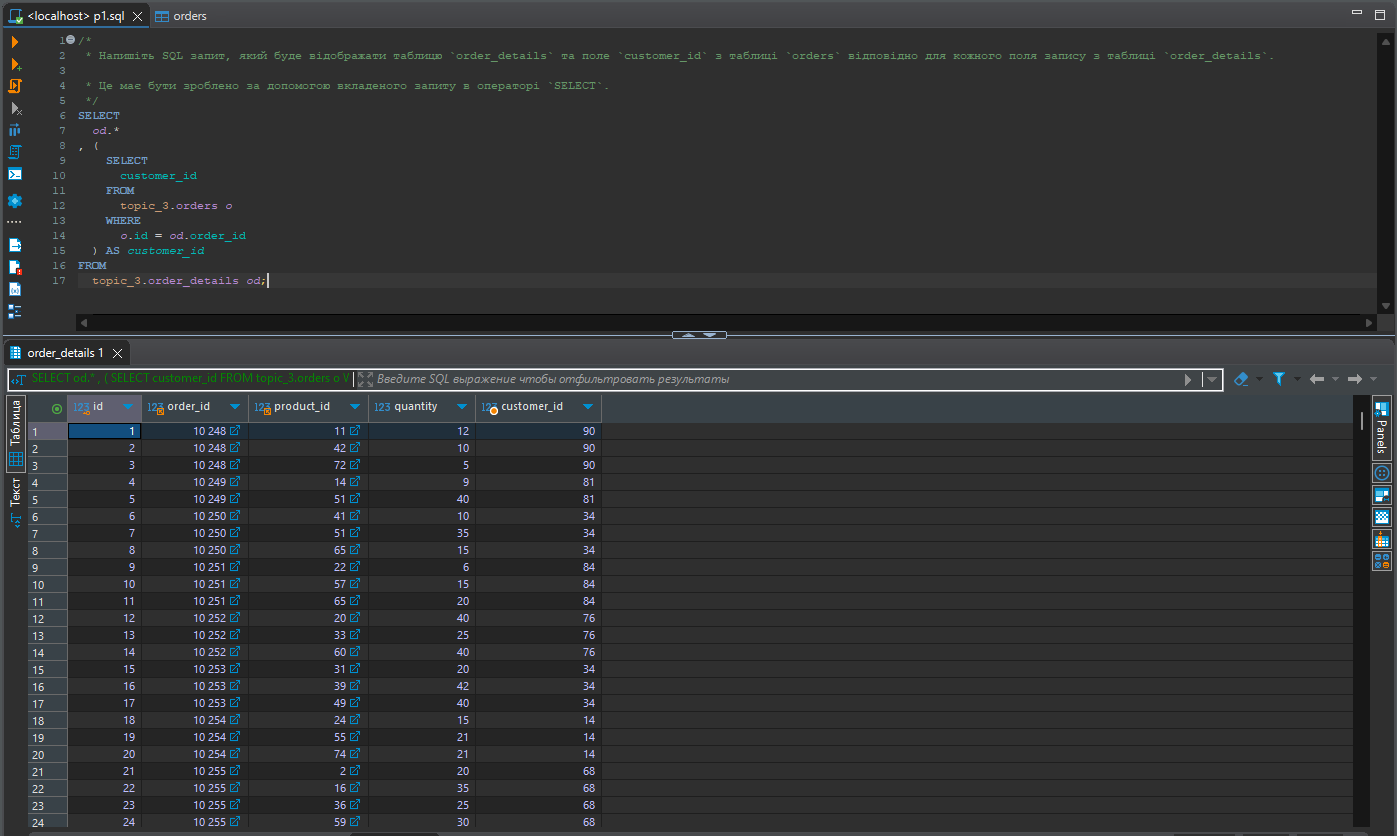 <localhost> p1.sql
orders
1 /*
2 * Напишіть SQL запит, який буде відображати таблицю `order_details` та поле `customer_id` з таблиці `orders` відповідно для кожного поля запису з таблиці `order_details`.
3
4 * Це має бути зроблено за допомогою вкладеного запиту в операторі `SELECT`.
5 */
6 SELECT
7 od.*
8 , (
9 SELECT
10 customer_id
11 FROM
12 topic_3.orders o
13 WHERE
14 o.id = od.order_id
15 ) AS customer_id
16 FROM
17 topic_3.order_details od;
order_details 1
SELECT od.* , ( SELECT customer_id FROM topic_3.orders o
Введите SQL выражение чтобы отфильтровать результаты
Таблица
Текст
Panels
123 id 123 order_id 123 product_id 123 quantity 123 customer_id
1 1 10 248 11 12 90
2 2 10 248 42 10 90
3 3 10 248 72 5 90
4 4 10 249 14 9 81
5 5 10 249 51 40 81
6 6 10 250 41 10 34
7 7 10 250 51 35 34
8 8 10 250 65 15 34
9 9 10 251 22 6 84
10 10 10 251 57 15 84
11 11 10 251 65 20 84
12 12 10 252 20 40 76
13 13 10 252 33 25 76
14 14 10 252 60 40 76
15 15 10 253 31 20 34
16 16 10 253 39 42 34
17 17 10 253 49 40 34
18 18 10 254 24 15 14
19 19 10 254 55 21 14
20 20 10 254 74 21 14
21 21 10 255 2 20 68
22 22 10 255 16 35 68
23 23 10 255 36 25 68
24 24 10 255 59 30 68